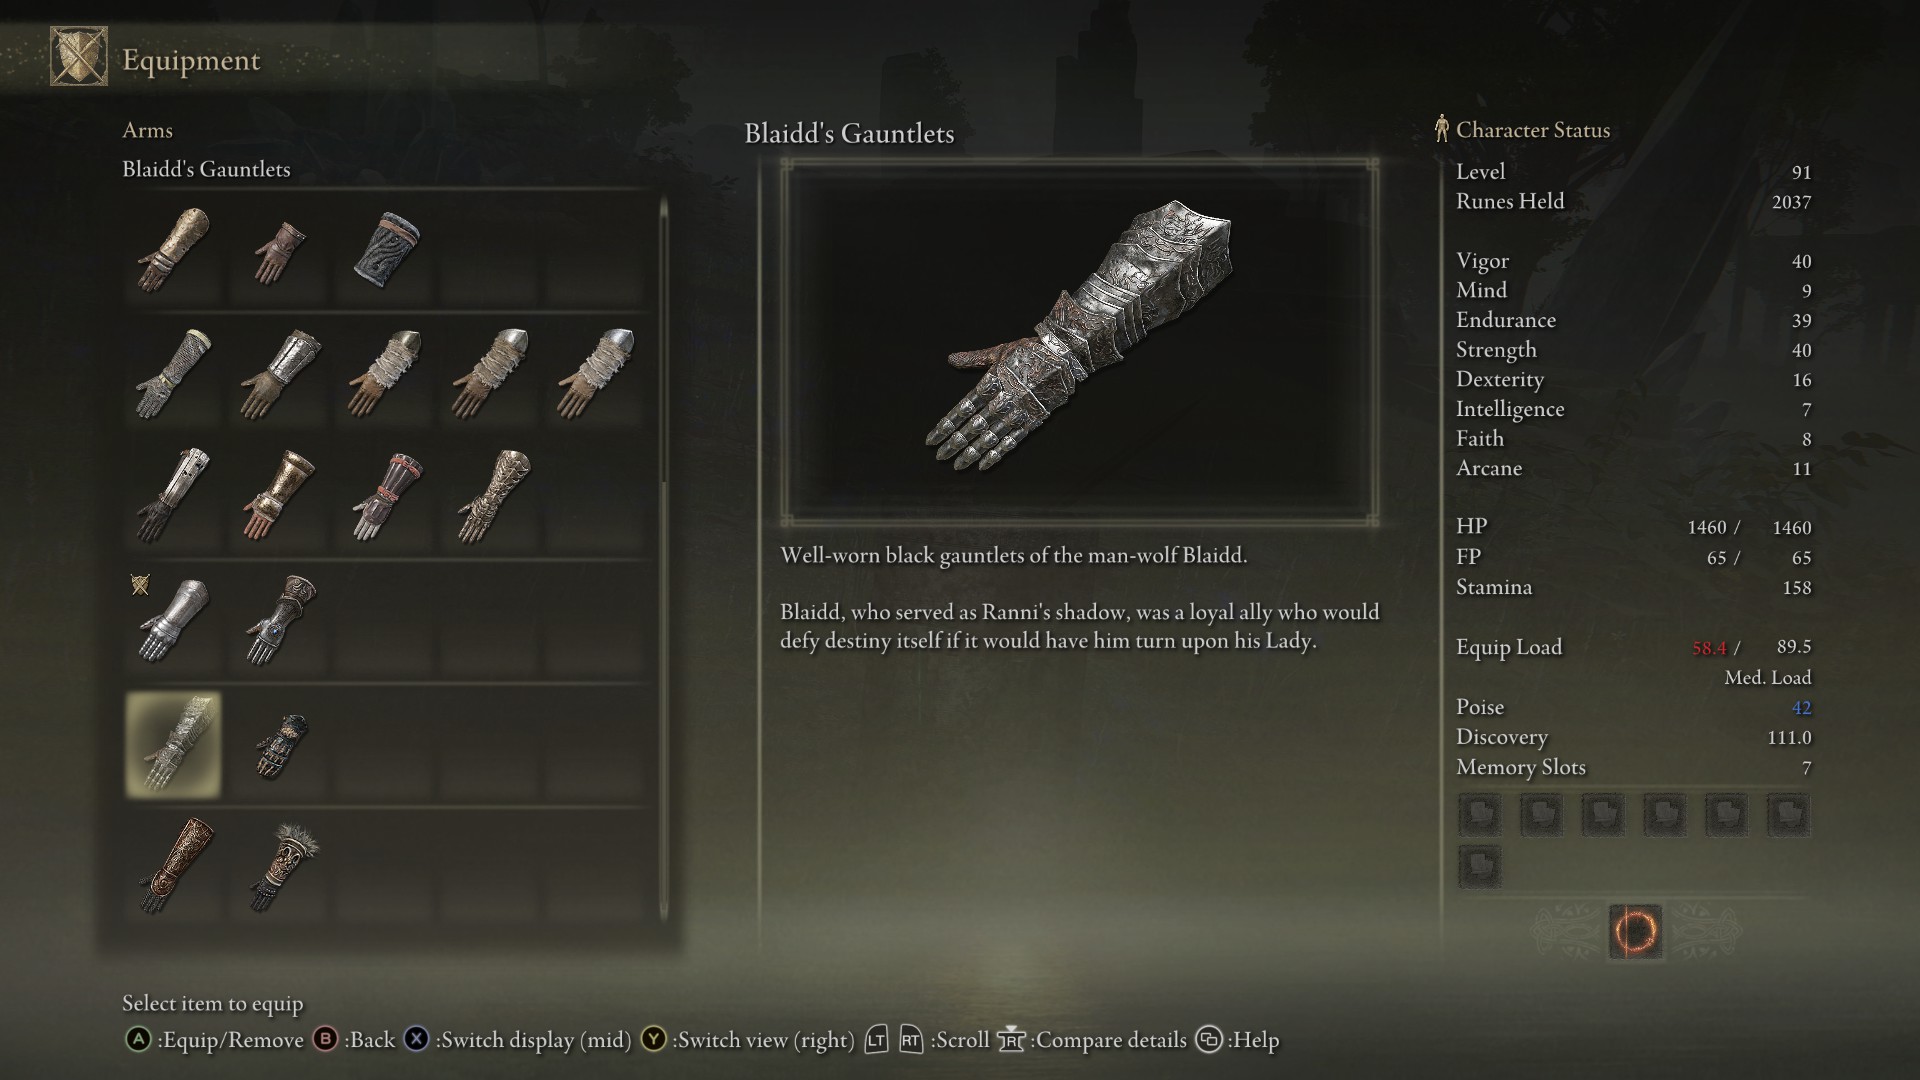 Equipment
Arms
Blaidd's Gauntlets
Blaidd's Gauntlets
Well-worn black gauntlets of the man-wolf Blaidd.
Blaidd, who served as Ranni's shadow, was a loyal ally who would
defy destiny itself if it would have him turn upon his Lady.
Character Status
Level 91
Runes Held 2037
Vigor 40
Mind 9
Endurance 39
Strength 40
Dexterity 16
Intelligence 7
Faith 8
Arcane 11
HP 1460 / 1460
FP 65 / 65
Stamina 158
Equip Load 58.4 / 89.5
Med. Load
Poise 42
Discovery 111.0
Memory Slots 7
Select item to equip
A :Equip/Remove B :Back X :Switch display (mid) Y :Switch view (right) LT RT :Scroll R :Compare details :Help